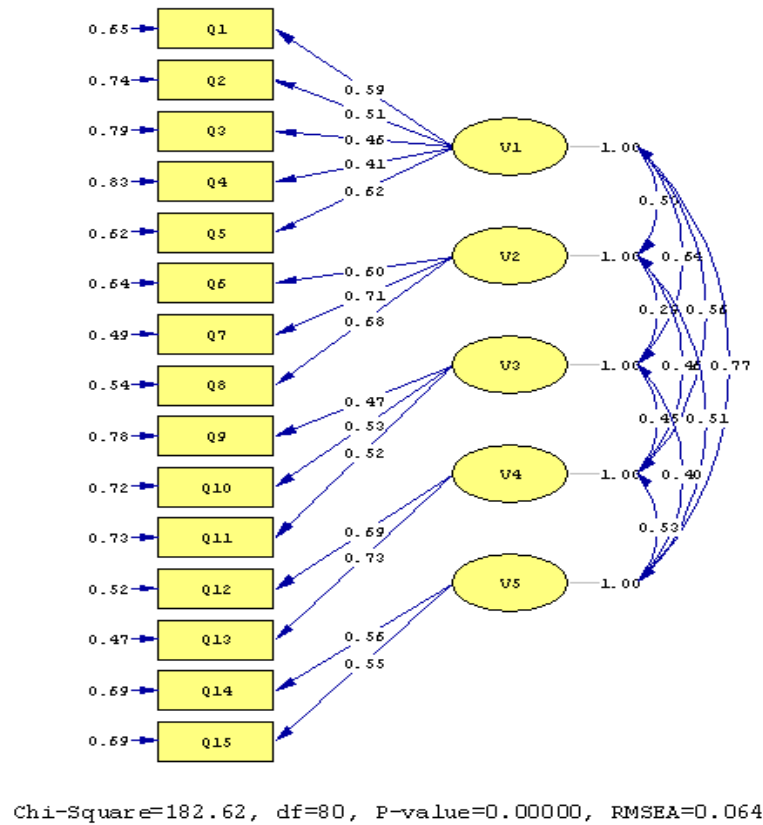 0.65 Q1
0.74 Q2
0.59
0.51
0.79 Q3
0.46
V1 1.00
0.41
0.83 Q4
0.62
0.62 Q5
V2 1.00 0.64
0.64 Q6
0.60
0.71
0.29 0.56
0.68
0.49 Q7
V3 1.00 0.46 0.77
0.54 Q8
0.47
0.53
0.45 0.51
0.78 Q9
0.52
V4 1.00 0.40
0.72 Q10
0.73 Q11
0.69
0.53
0.73
V5 1.00
0.52 Q12
0.47 Q13
0.56
0.55
0.69 Q14
0.69 Q15
Chi-Square=182.62, df=80, P-value=0.00000, RMSEA=0.064